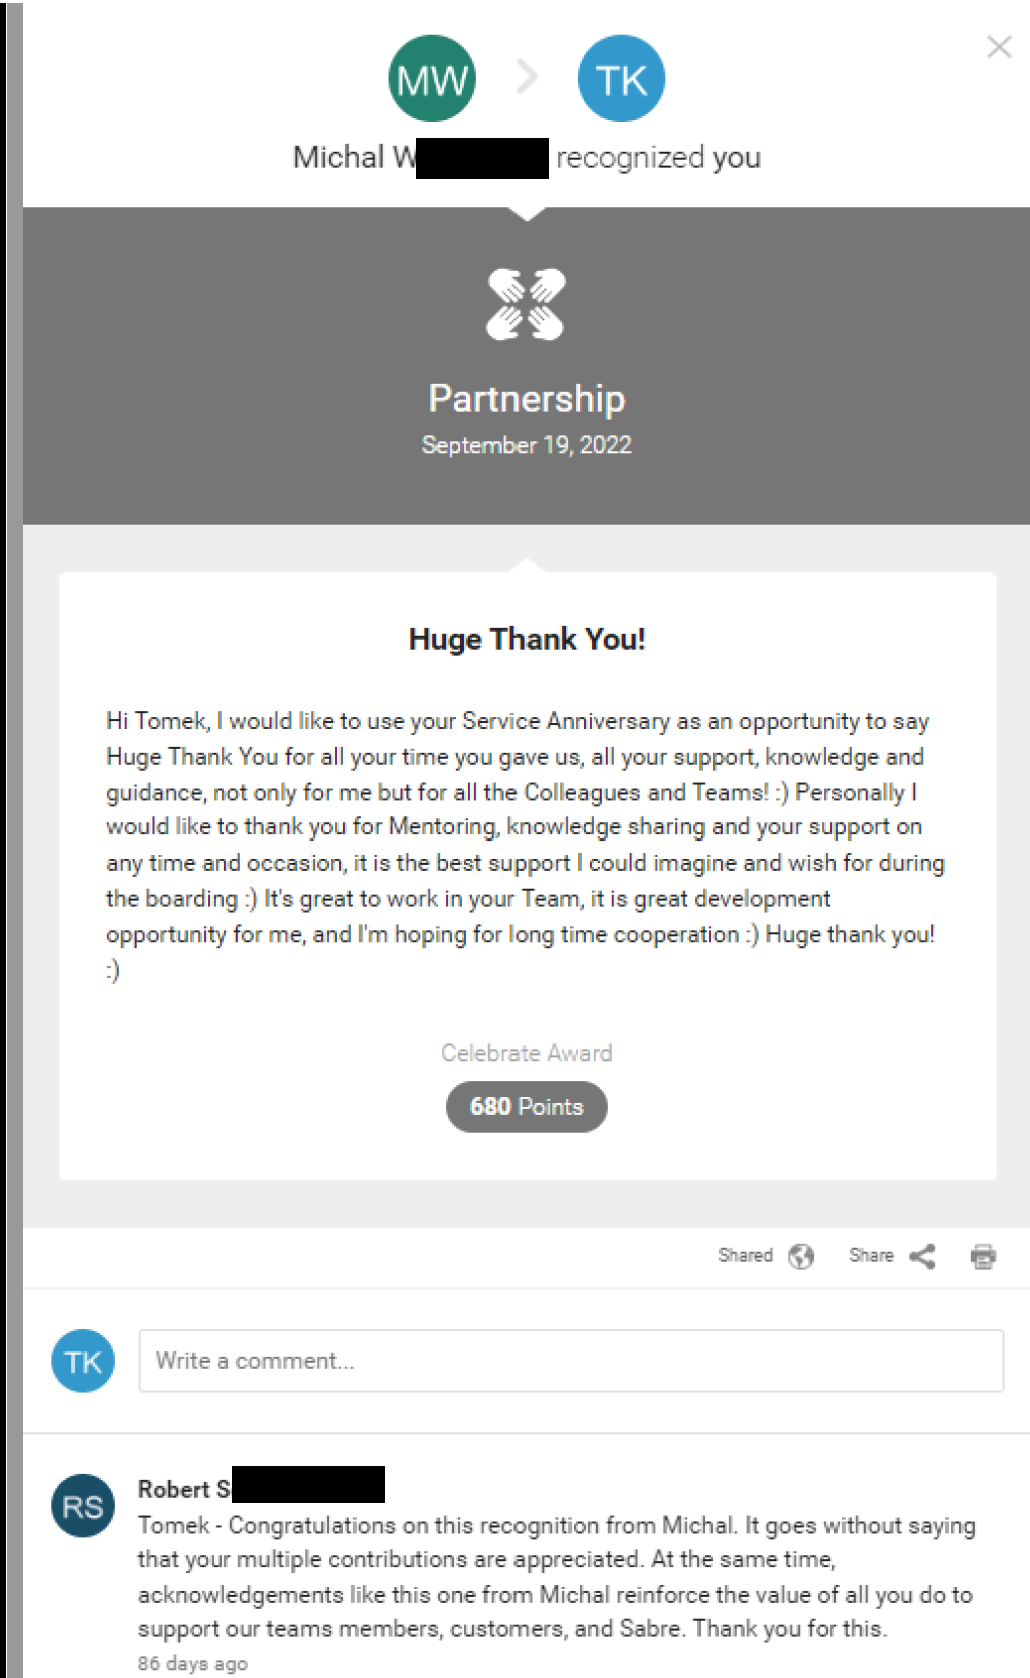 MW
TK
Michal W recognized you
Partnership
September 19, 2022
Huge Thank You!
Hi Tomek, I would like to use your Service Anniversary as an opportunity to say
Huge Thank You for all your time you gave us, all your support, knowledge and
guidance, not only for me but for all the Colleagues and Teams! :) Personally I
would like to thank you for Mentoring, knowledge sharing and your support on
any time and occasion, it is the best support I could imagine and wish for during
the boarding :) It's great to work in your Team, it is great development
opportunity for me, and I'm hoping for long time cooperation :) Huge thank you!
:)
Celebrate Award
680 Points
Shared Share
TK
Write a comment...
RS
Robert S
Tomek - Congratulations on this recognition from Michal. It goes without saying
that your multiple contributions are appreciated. At the same time,
acknowledgements like this one from Michal reinforce the value of all you do to
support our teams members, customers, and Sabre. Thank you for this.
86 days ago